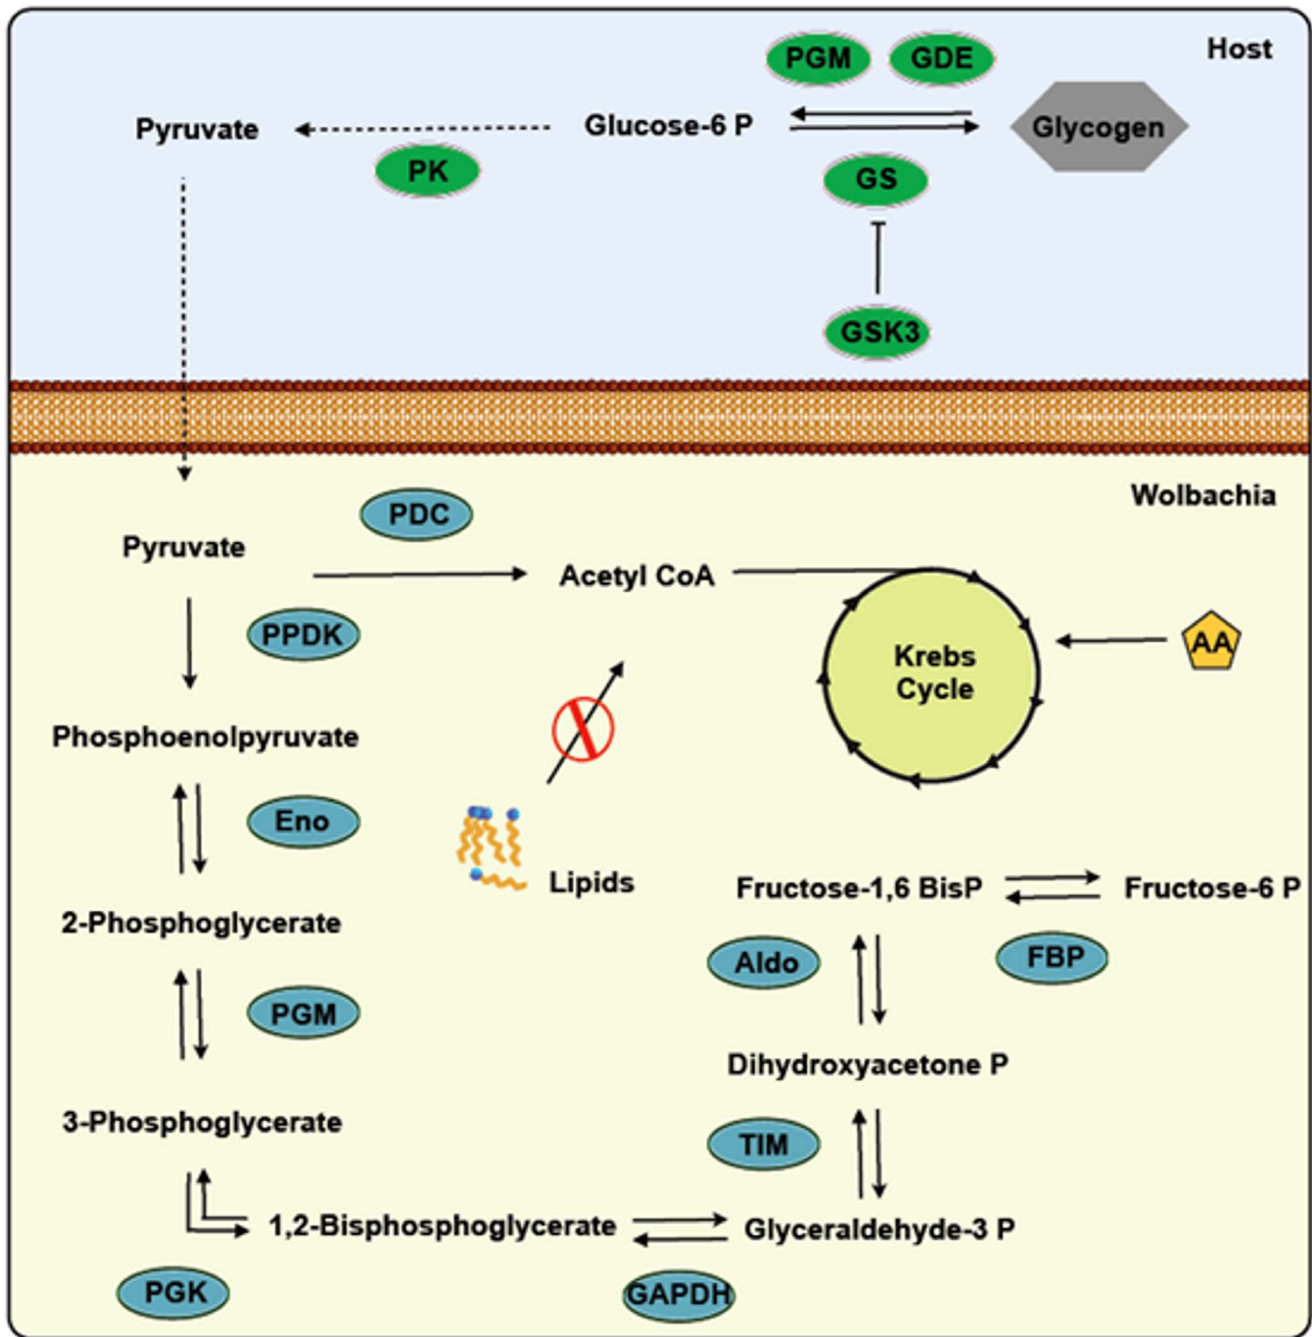 Host
PGM
GDE
Pyruvate
Glucose-6 P
Glycogen
PK
GS
GSK3
Wolbachia
PDC
Pyruvate
Acetyl CoA
Krebs
Cycle
AA
PPDK
Phosphoenolpyruvate
Eno
Lipids
2-Phosphoglycerate
Fructose-1,6 BisP
Fructose-6 P
Aldo
FBP
PGM
Dihydroxyacetone P
3-Phosphoglycerate
TIM
1,2-Bisphosphoglycerate
Glyceraldehyde-3 P
PGK
GAPDH